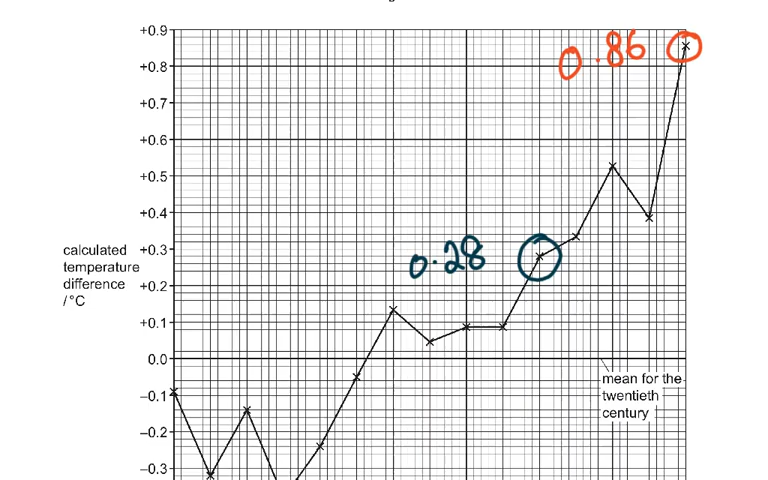 +0.9
0.86
+0.8
+0.7
+0.6
+0.5
+0.4
calculated
temperature
difference
/ °C
+0.3
0.28
+0.2
+0.1
0.0
mean for the
twentieth
century
–0.1
–0.2
–0.3